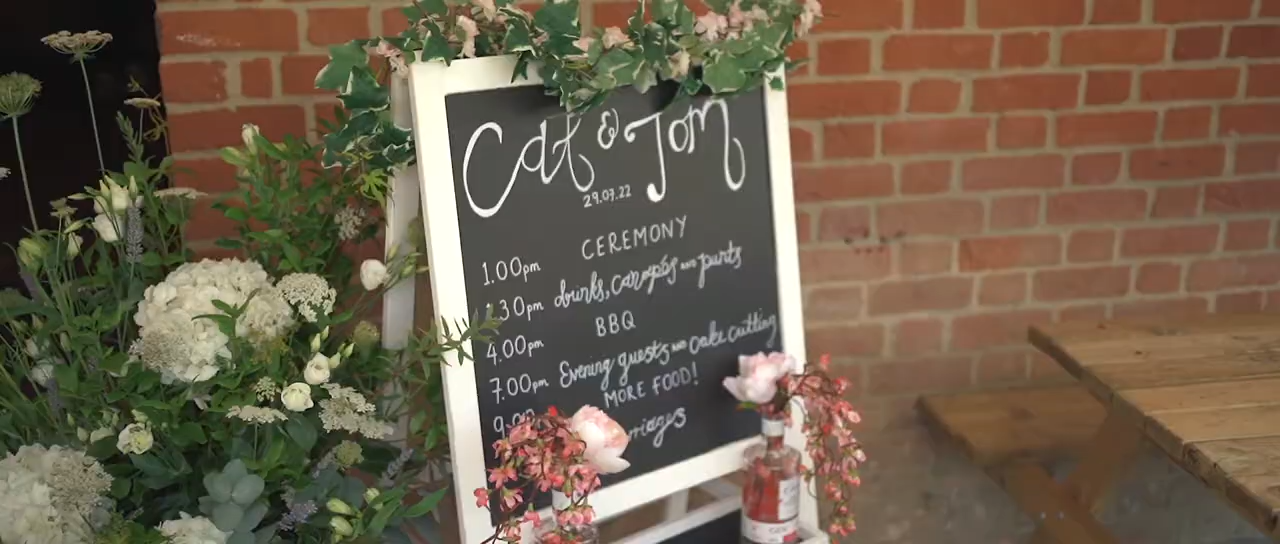 Cat & Tom
29.07.22
1.00pm CEREMONY
.30pm drinks, canapés AND punts
4.00pm BBQ
7.00pm Evening guests AND cake cutting
MORE FOOD!